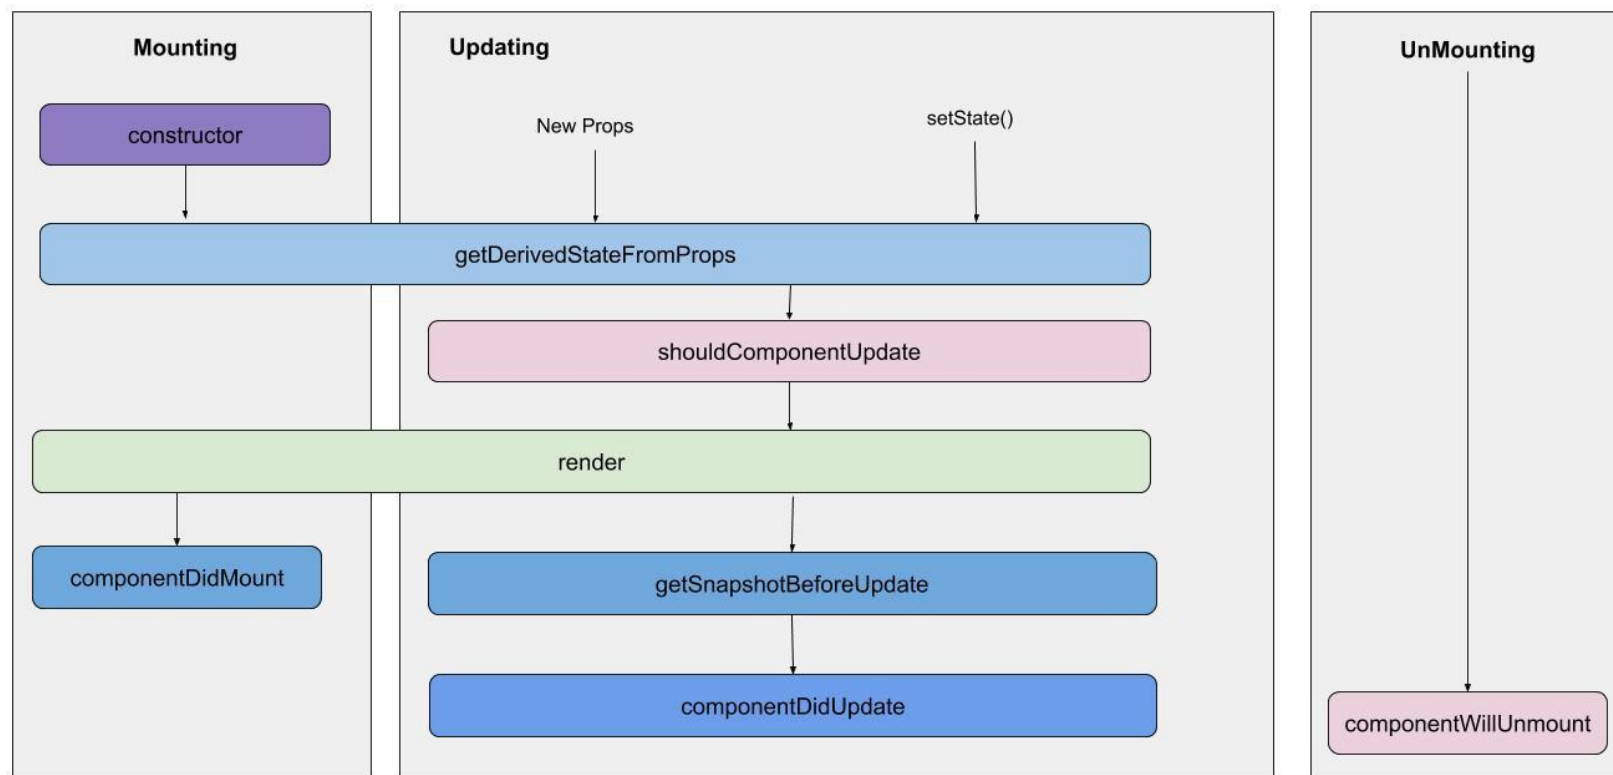 Mounting
Updating
UnMounting
constructor
New Props
setState()
getDerivedStateFromProps
shouldComponentUpdate
render
componentDidMount
getSnapshotBeforeUpdate
componentDidUpdate
componentWillUnmount